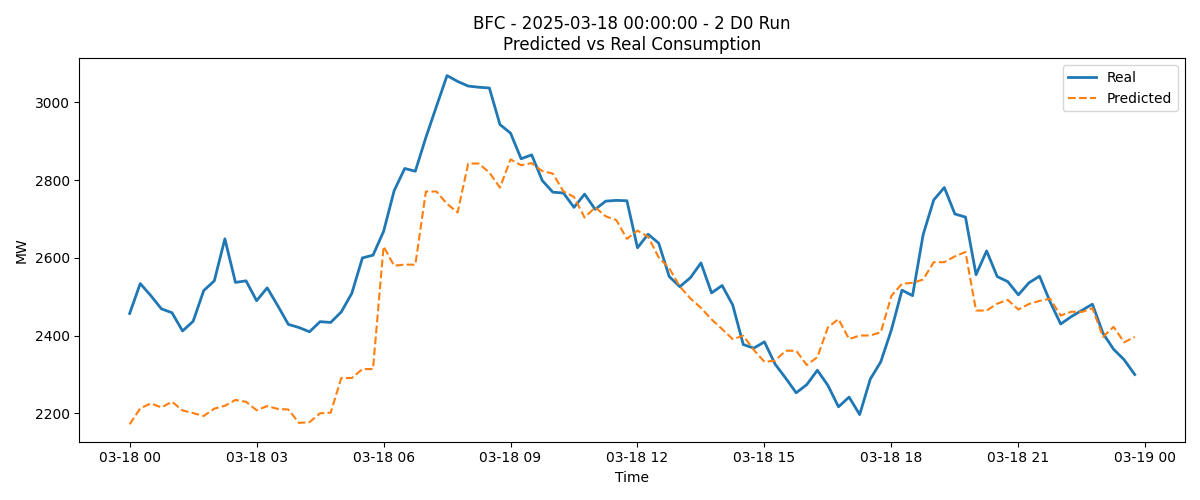 BFC - 2025-03-18 00:00:00 - 2 D0 Run
Predicted vs Real Consumption
Real
Predicted
MW
3000
2800
2600
2400
2200
03-18 00
03-18 03
03-18 06
03-18 09
03-18 12
03-18 15
03-18 18
03-18 21
03-19 00
Time